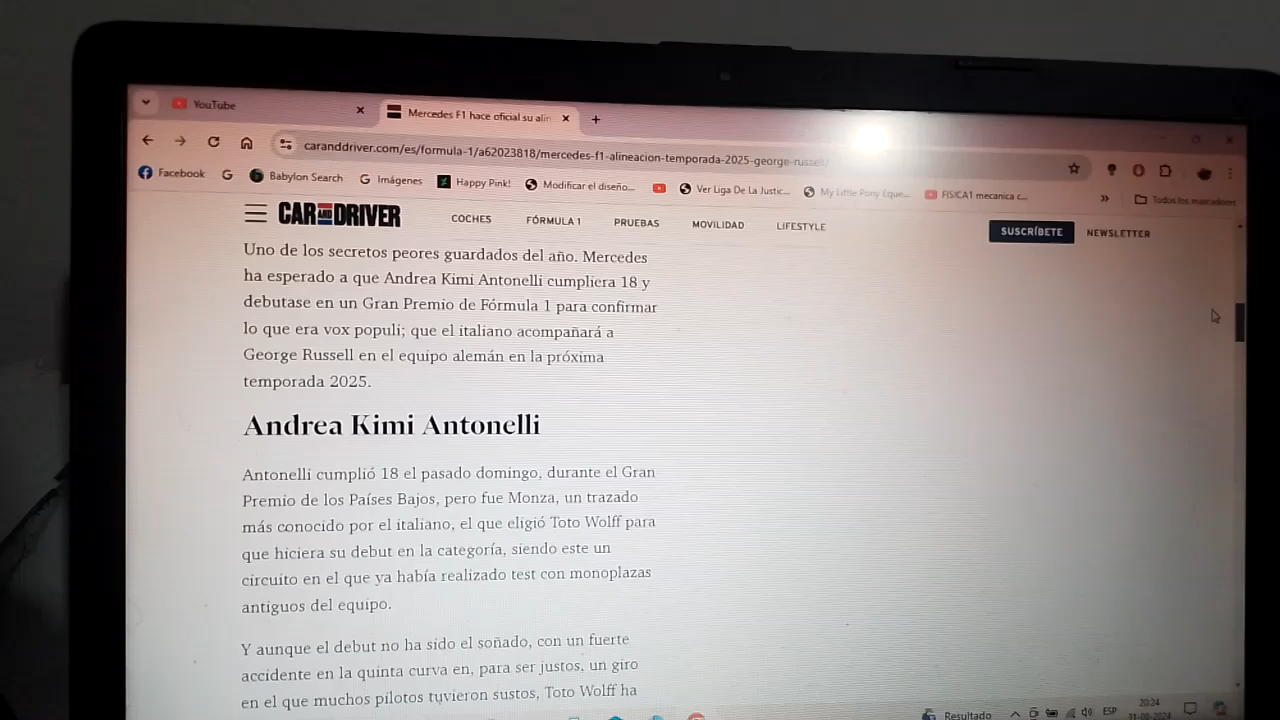 YouTube
Mercedes F1 hace oficial su alin
caranddriver.com/es/formula-1/a62023818/mercedes-f1-alineacion-temporada-2025-george-russell/
Facebook
Babylon Search
Imágenes
Happy Pink!
Modificar el diseño...
Ver Liga De La Justic...
My Little Pony Eque...
FISICA1 mecanica c...
Todos los marcadores
CAR AND DRIVER
COCHES
FÓRMULA 1
PRUEBAS
MOVILIDAD
LIFESTYLE
SUSCRÍBETE
NEWSLETTER
Uno de los secretos peores guardados del año. Mercedes
ha esperado a que Andrea Kimi Antonelli cumpliera 18 y
debutase en un Gran Premio de Fórmula 1 para confirmar
lo que era vox populi; que el italiano acompañará a
George Russell en el equipo alemán en la próxima
temporada 2025.
Andrea Kimi Antonelli
Antonelli cumplió 18 el pasado domingo, durante el Gran
Premio de los Países Bajos, pero fue Monza, un trazado
más conocido por el italiano, el que eligió Toto Wolff para
que hiciera su debut en la categoría, siendo este un
circuito en el que ya había realizado test con monoplazas
antiguos del equipo.
Y aunque el debut no ha sido el soñado, con un fuerte
accidente en la quinta curva en, para ser justos, un giro
en el que muchos pilotos tuvieron sustos, Toto Wolff ha
Resultado
ESP
20:24